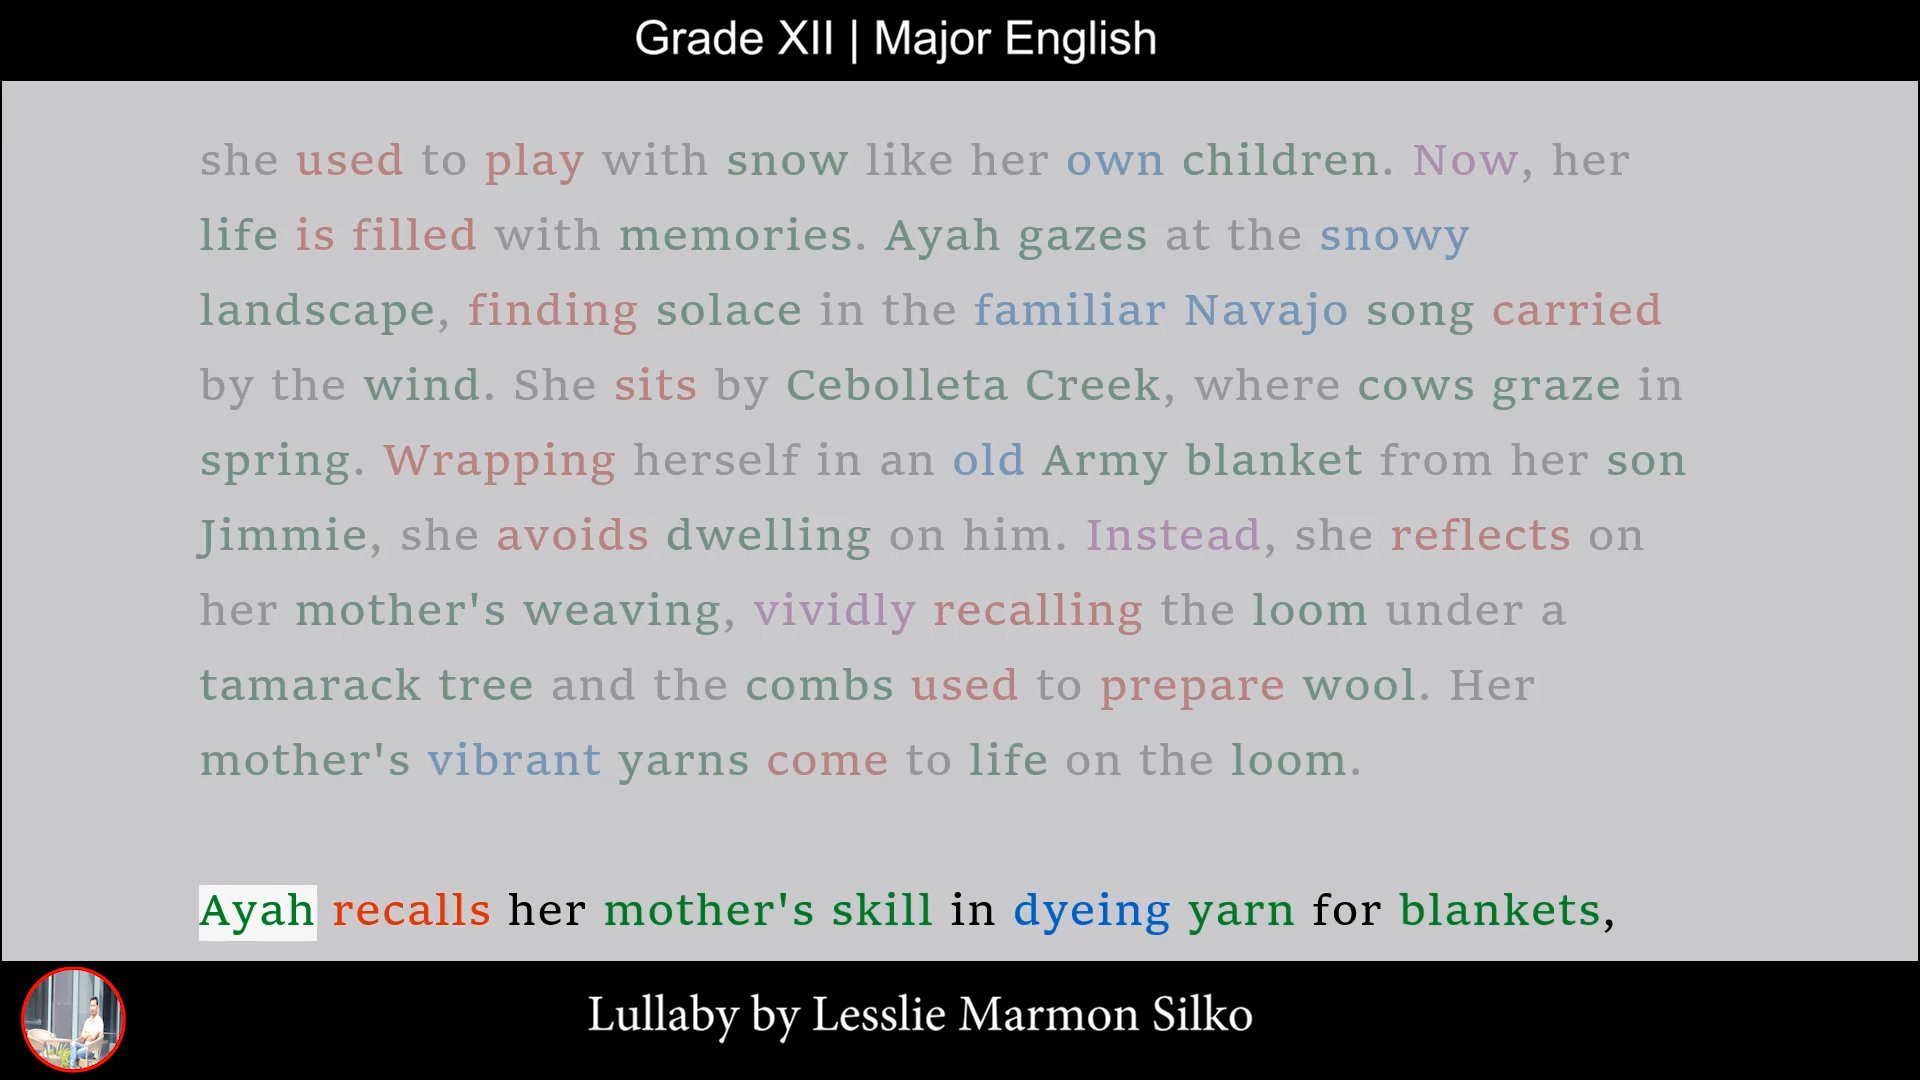 Grade XII | Major English
she used to play with snow like her own children. Now, her
life is filled with memories. Ayah gazes at the snowy
landscape, finding solace in the familiar Navajo song carried
by the wind. She sits by Cebolleta Creek, where cows graze in
spring. Wrapping herself in an old Army blanket from her son
Jimmie, she avoids dwelling on him. Instead, she reflects on
her mother's weaving, vividly recalling the loom under a
tamarack tree and the combs used to prepare wool. Her
mother's vibrant yarns come to life on the loom.
Ayah recalls her mother's skill in dyeing yarn for blankets,
Lullaby by Lesslie Marmon Silko